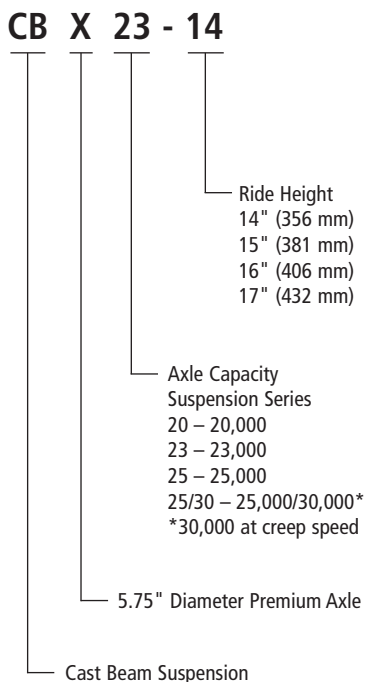 CB X 23 - 14
Ride Height
14" (356 mm)
15" (381 mm)
16" (406 mm)
17" (432 mm)
Axle Capacity
Suspension Series
20 – 20,000
23 – 23,000
25 – 25,000
25/30 – 25,000/30,000*
*30,000 at creep speed
5.75" Diameter Premium Axle
Cast Beam Suspension